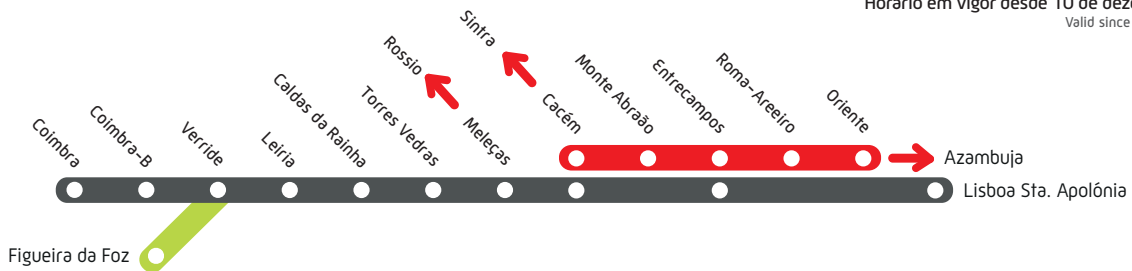 Horário em vigor desde 10 de deze
Valid since
Sintra
Rossio
Coimbra
Coimbra-B
Verride
Leiria
Caldas da Rainha
Torres Vedras
Meleças
Cacém
Monte Abraão
Entrecampos
Roma-Areeiro
Oriente
Azambuja
Lisboa Sta. Apolónia
Figueira da Foz